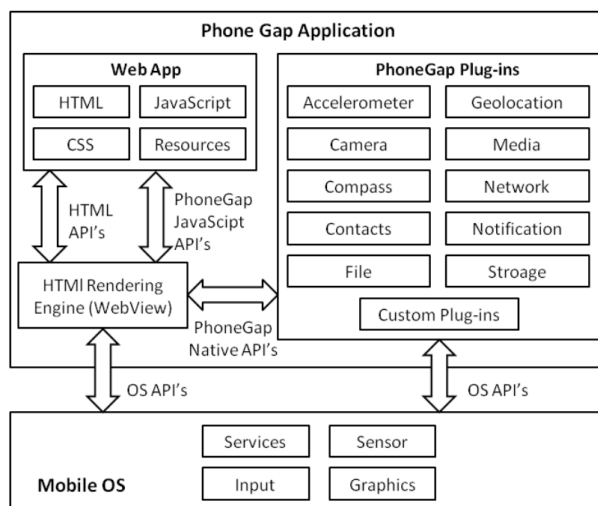 Phone Gap Application
Web App
HTML
JavaScript
CSS
Resources
HTML
API's
PhoneGap
JavaScipt
API's
HTMl Rendering
Engine (WebView)
PhoneGap
Native API's
PhoneGap Plug-ins
Accelerometer
Geolocation
Camera
Media
Compass
Network
Contacts
Notification
File
Stroage
Custom Plug-ins
OS API's
OS API's
Mobile OS
Services
Sensor
Input
Graphics